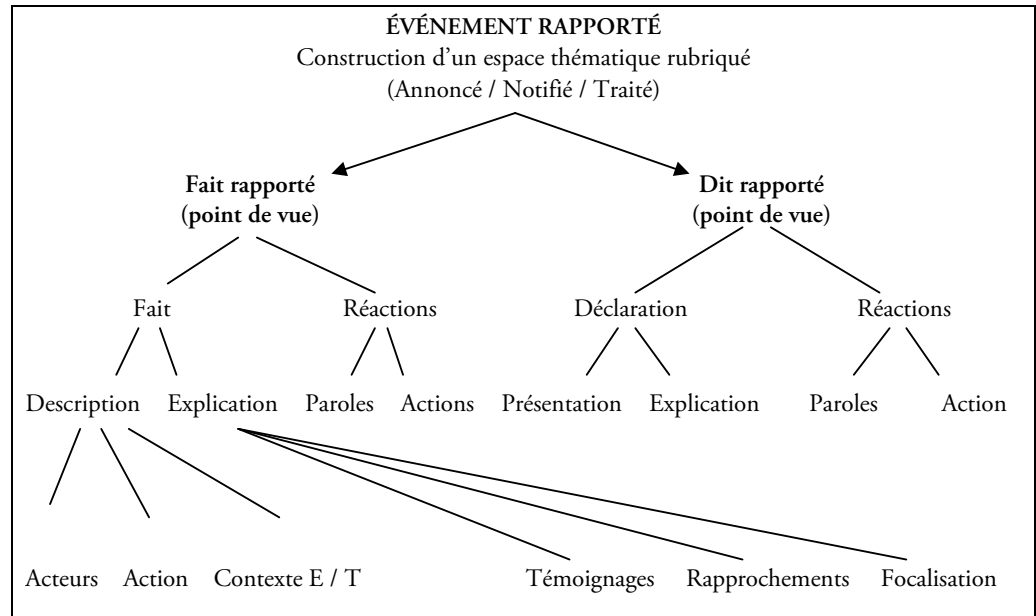 ÉVÉNEMENT RAPPORTÉ
Construction d'un espace thématique rubriqué
(Annoncé / Notifié / Traité)
Fait rapporté
(point de vue)
Dit rapporté
(point de vue)
Fait
Réactions
Déclaration
Réactions
Description
Explication
Paroles
Actions
Présentation
Explication
Paroles
Action
Acteurs
Action
Contexte E / T
Témoignages
Rapprochements
Focalisation